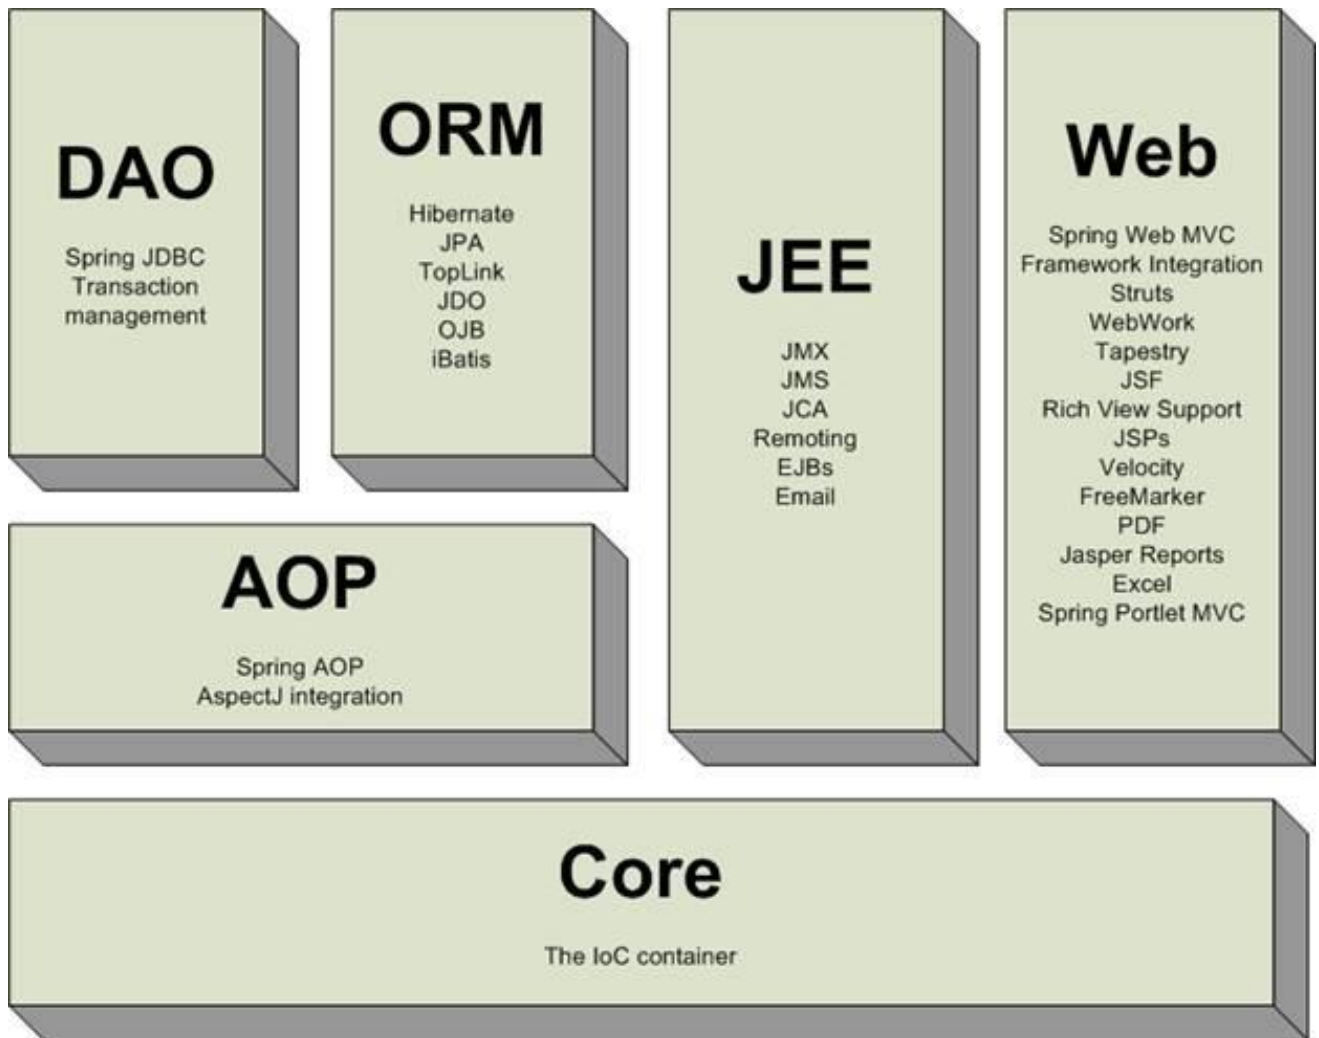 DAO
Spring JDBC
Transaction
management
ORM
Hibernate
JPA
TopLink
JDO
OJB
iBatis
JEE
JMX
JMS
JCA
Remoting
EJBs
Email
Web
Spring Web MVC
Framework Integration
Struts
WebWork
Tapestry
JSF
Rich View Support
JSPs
Velocity
FreeMarker
PDF
Jasper Reports
Excel
Spring Portlet MVC
AOP
Spring AOP
AspectJ integration
Core
The IoC container